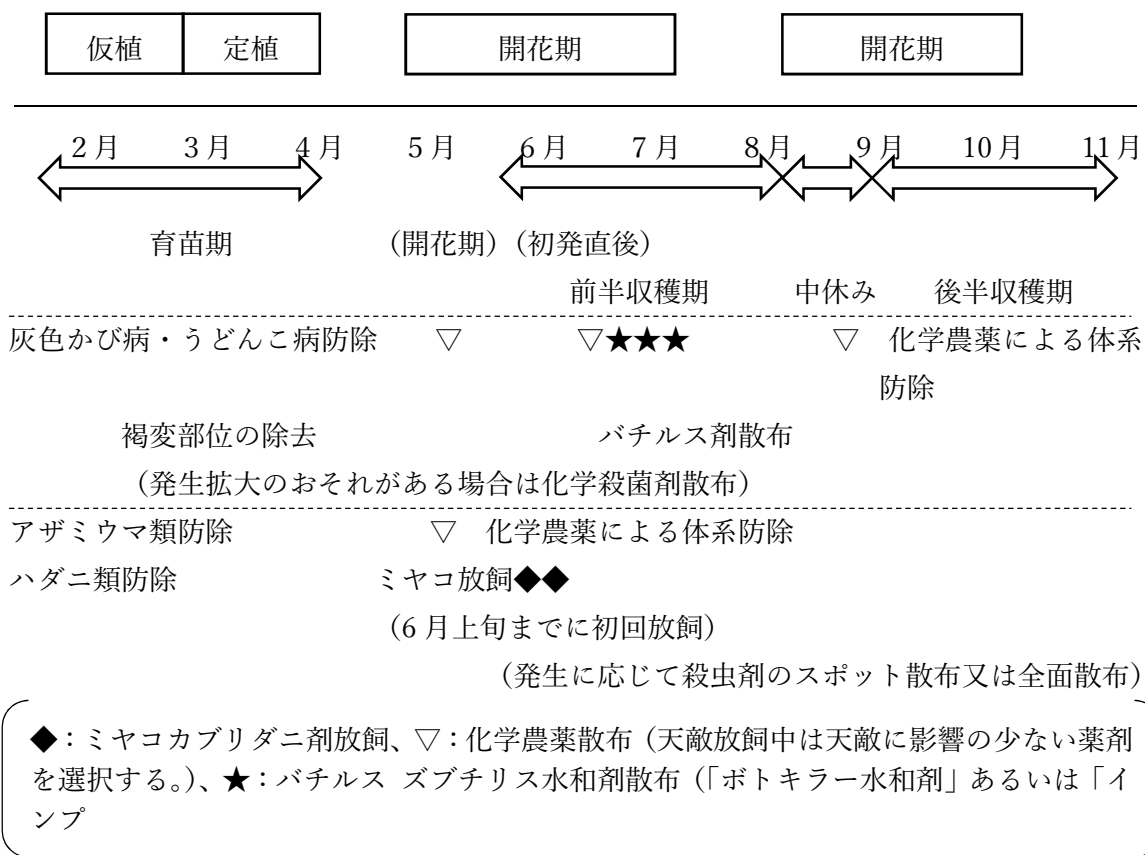 仮植 定植 開花期 開花期
2月 3月 4月 5月 6月 7月 8月 9月 10月 11月
育苗期 （開花期）（初発直後）
前半収穫期 中休み 後半収穫期
灰色かび病・うどんこ病防除 ▽ ▽★★★ ▽ 化学農薬による体系
防除
褐変部位の除去 バチルス剤散布
（発生拡大のおそれがある場合は化学殺菌剤散布）
アザミウマ類防除 ▽ 化学農薬による体系防除
ハダニ類防除 ミヤコ放飼◆◆
（6月上旬までに初回放飼）
（発生に応じて殺虫剤のスポット散布又は全面散布）
◆：ミヤコカブリダニ剤放飼、▽：化学農薬散布（天敵放飼中は天敵に影響の少ない薬剤
を選択する。）、★：バチルス ズブチリス水和剤散布（「ボトキラー水和剤」あるいは「イ
ンプ